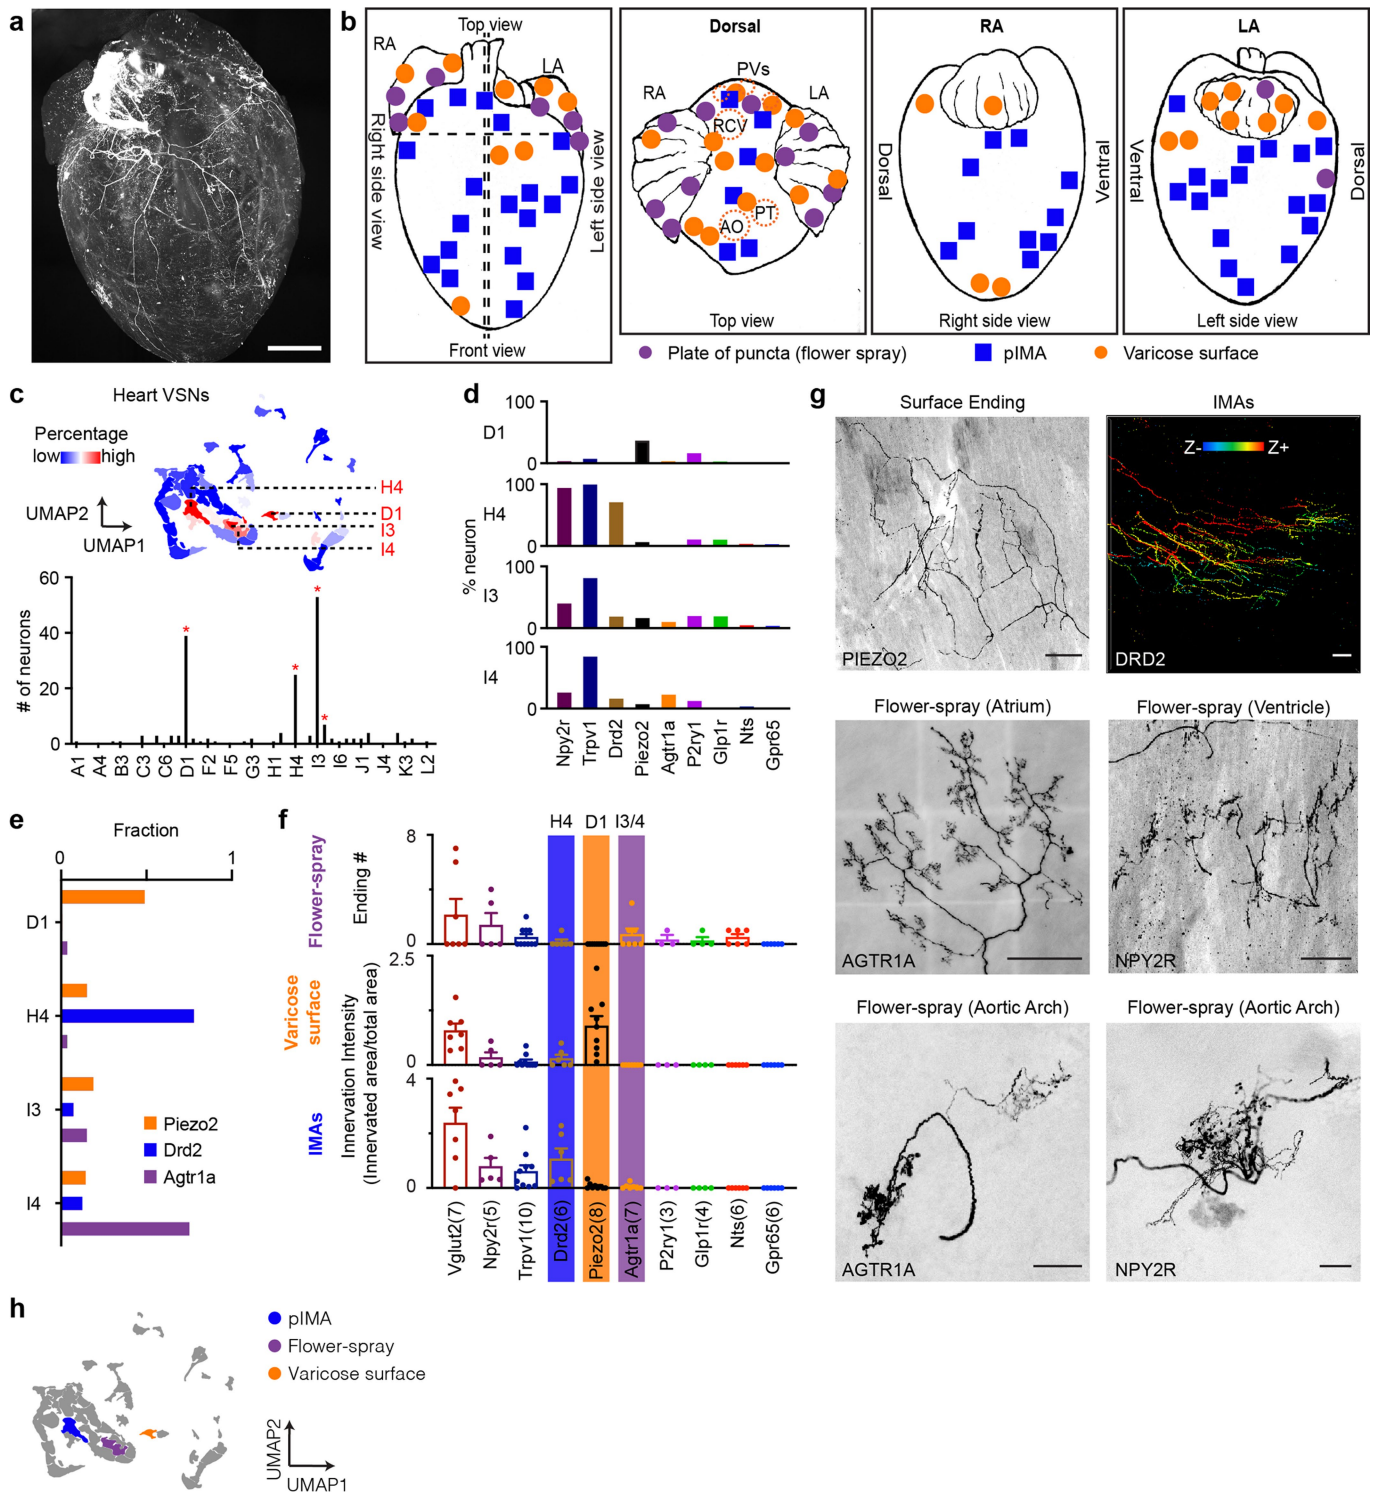 a
b
Top view
RA
LA
Right side view
Left side view
Front view
Dorsal
PVs
RA
LA
RCV
PT
AO
Top view
RA
Dorsal
Ventral
Right side view
LA
Ventral
Dorsal
Left side view
Plate of puncta (flower spray)
pIMA
Varicose surface
c
Heart VSNs
Percentage
low
high
UMAP2
UMAP1
H4
D1
I3
I4
# of neurons
60
40
20
0
A1 A4 B3 C3 C6 D1 F2 F5 G3 H1 H4 I3 I6 J1 J4 K3 L2
* * * *
d
% neuron
D1
100
0
H4
100
0
I3
100
0
I4
100
0
Npy2r Trpv1 Drd2 Piezo2 Agtr1a P2ry1 Glp1r Nts Gpr65
e
Fraction
0 1
D1
H4
I3
I4
Piezo2
Drd2
Agtr1a
f
H4 D1 I3/4
Flower-spray
Ending #
8
0
Varicose
surface
2.5
0
IMAs
Innervation Intensity
(Innervated area/total area)
4
0
Vglut2(7) Npy2r(5) Trpv1(10) Drd2(6) Piezo2(8) Agtr1a(7) P2ry1(3) Glp1r(4) Nts(6) Gpr65(6)
g
Surface Ending
PIEZO2
IMAs
Z- Z+
DRD2
Flower-spray (Atrium)
AGTR1A
Flower-spray (Ventricle)
NPY2R
Flower-spray (Aortic Arch)
AGTR1A
Flower-spray (Aortic Arch)
NPY2R
h
pIMA
Flower-spray
Varicose surface
UMAP2
UMAP1